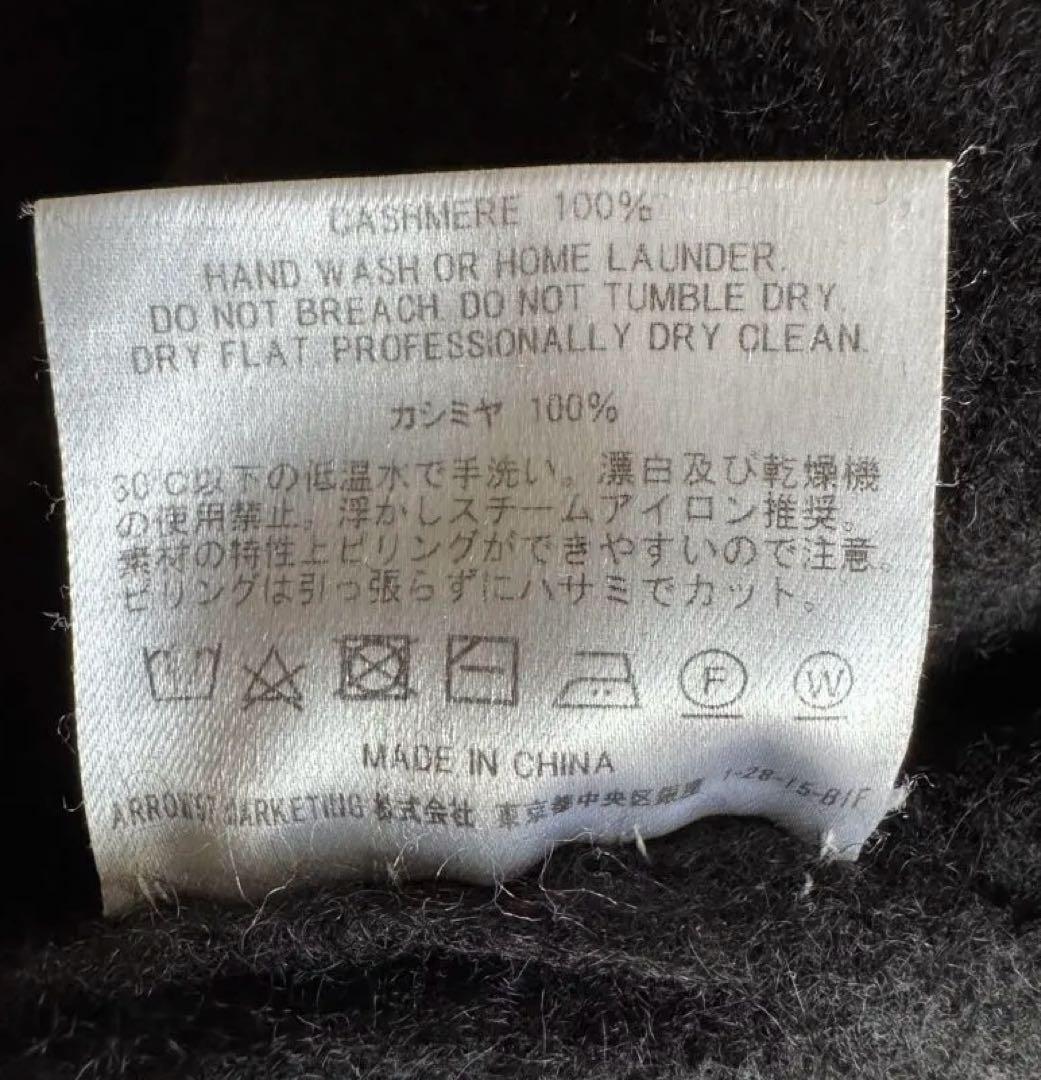 CASHMERE 100%
HAND WASH OR HOME LAUNDER.
DO NOT BREACH. DO NOT TUMBLE DRY.
DRY FLAT. PROFESSIONALLY DRY CLEAN.
カシミヤ 100%
30℃以下の低温水で手洗い。漂白及び乾燥機
の使用禁止。浮かしスチームアイロン推奨。
素材の特性上ピリングができやすいので注意。
ピリングは引っ張らずにハサミでカット。
F W
MADE IN CHINA
MARKETING 株式会社 東京都中央区銀座 1-28-15-B1F